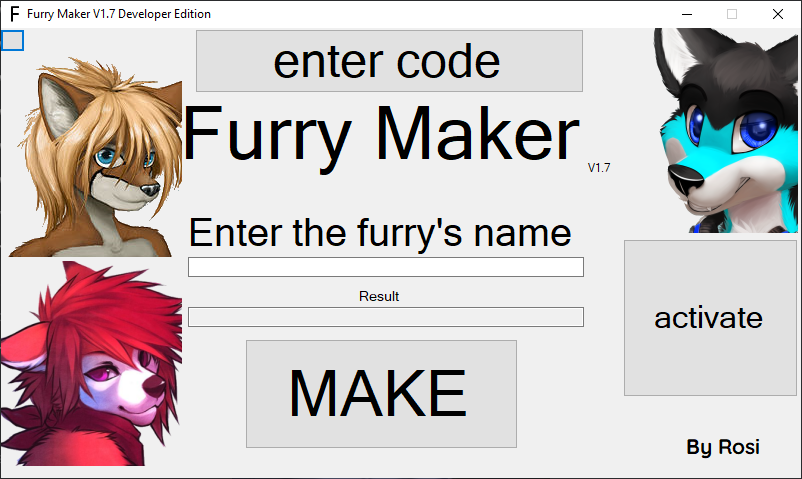 F Furry Maker V1.7 Developer Edition
enter code
Furry Maker
V1.7
Enter the furry's name
Result
MAKE
activate
By Rosi